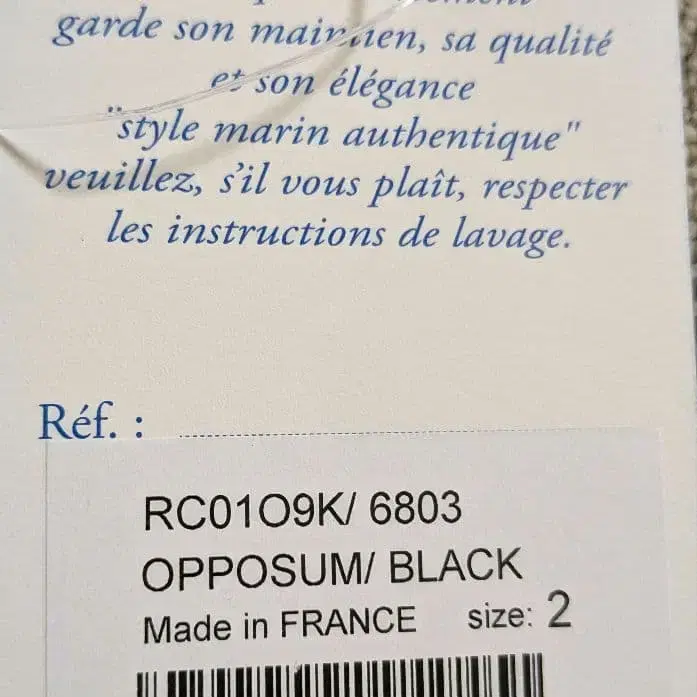 garde son maintien, sa qualité
et son élégance
"style marin authentique"
veuillez, s'il vous plaît, respecter
les instructions de lavage.
Réf. :
RC01O9K/ 6803
OPPOSUM/ BLACK
Made in FRANCE size: 2